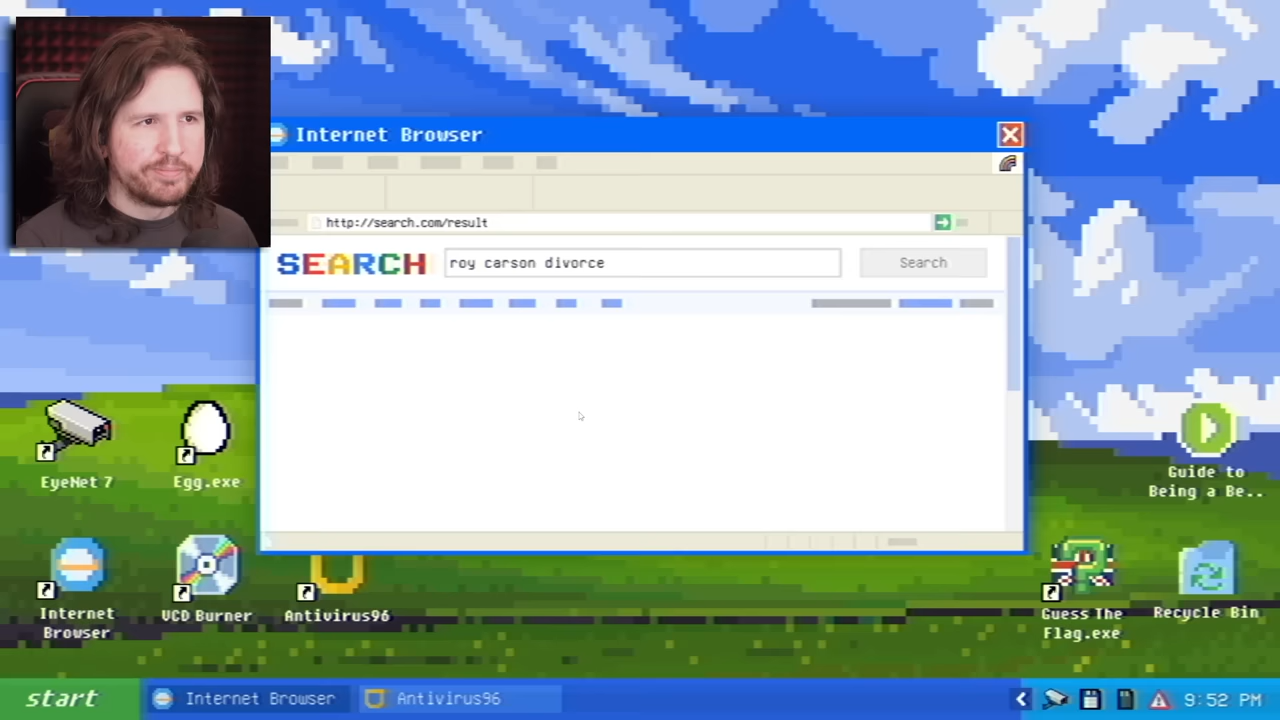 Internet Browser
http://search.com/result
SEARCH
roy carson divorce
Search
EyeNet 7
Egg.exe
Guide to
Being a Be..
Internet
Browser
VCD Burner
Antivirus96
Guess The
Flag.exe
Recycle Bin
start
Internet Browser
Antivirus96
9:52 PM